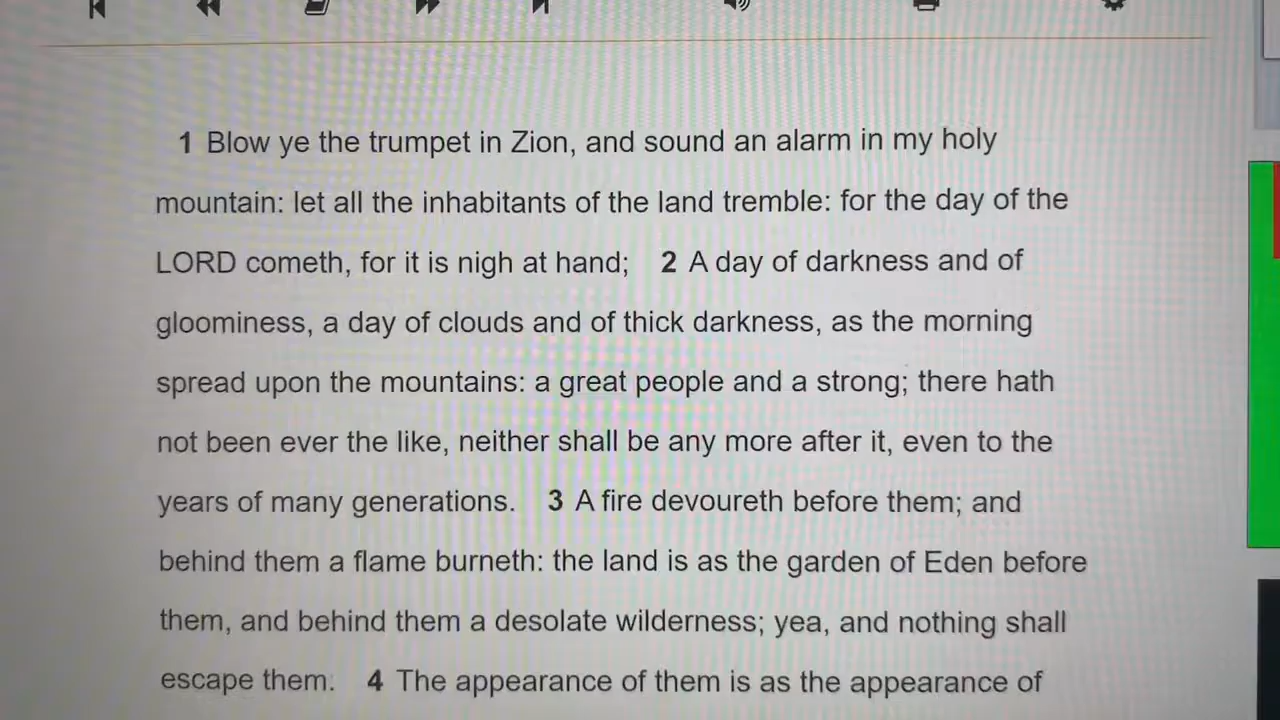 1 Blow ye the trumpet in Zion, and sound an alarm in my holy
mountain: let all the inhabitants of the land tremble: for the day of the
LORD cometh, for it is nigh at hand; 2 A day of darkness and of
gloominess, a day of clouds and of thick darkness, as the morning
spread upon the mountains: a great people and a strong; there hath
not been ever the like, neither shall be any more after it, even to the
years of many generations. 3 A fire devoureth before them; and
behind them a flame burneth: the land is as the garden of Eden before
them, and behind them a desolate wilderness; yea, and nothing shall
escape them. 4 The appearance of them is as the appearance of